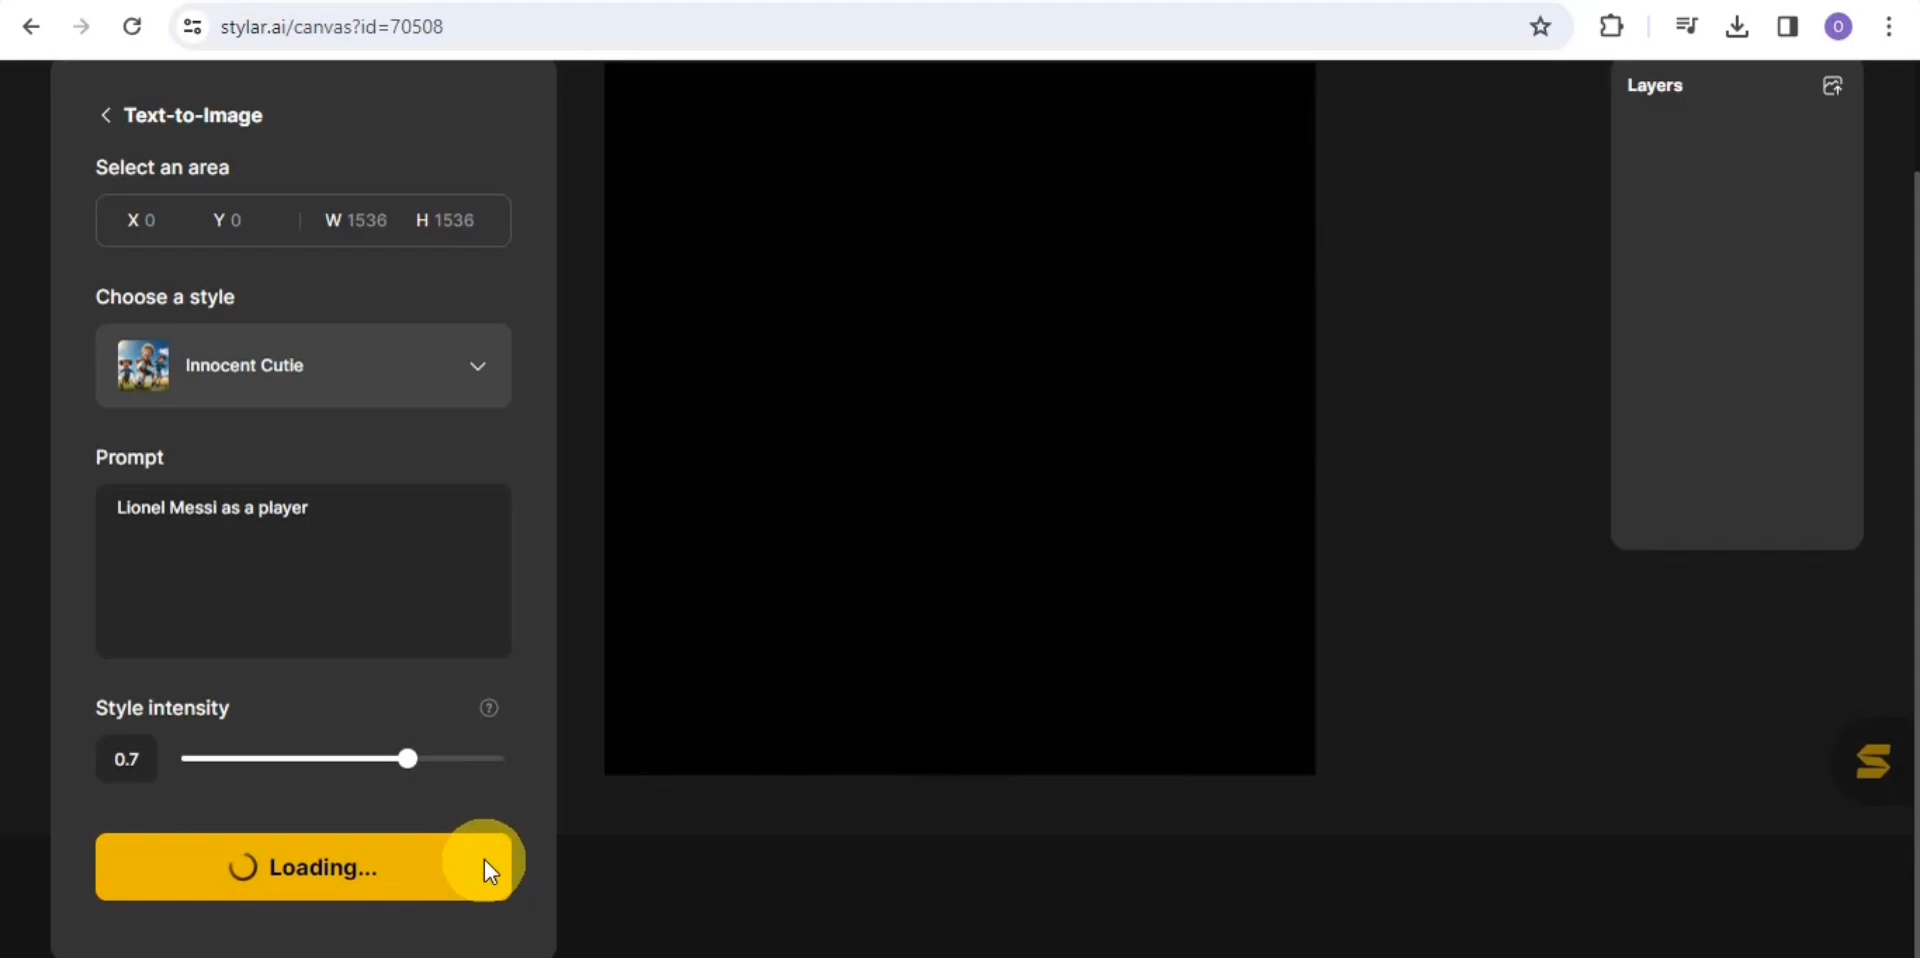 stylar.ai/canvas?id=70508
O
Text-to-Image
Layers
Select an area
X 0 Y 0 W 1536 H 1536
Choose a style
Innocent Cutie
Prompt
Lionel Messi as a player
Style intensity
?
0.7
Loading...